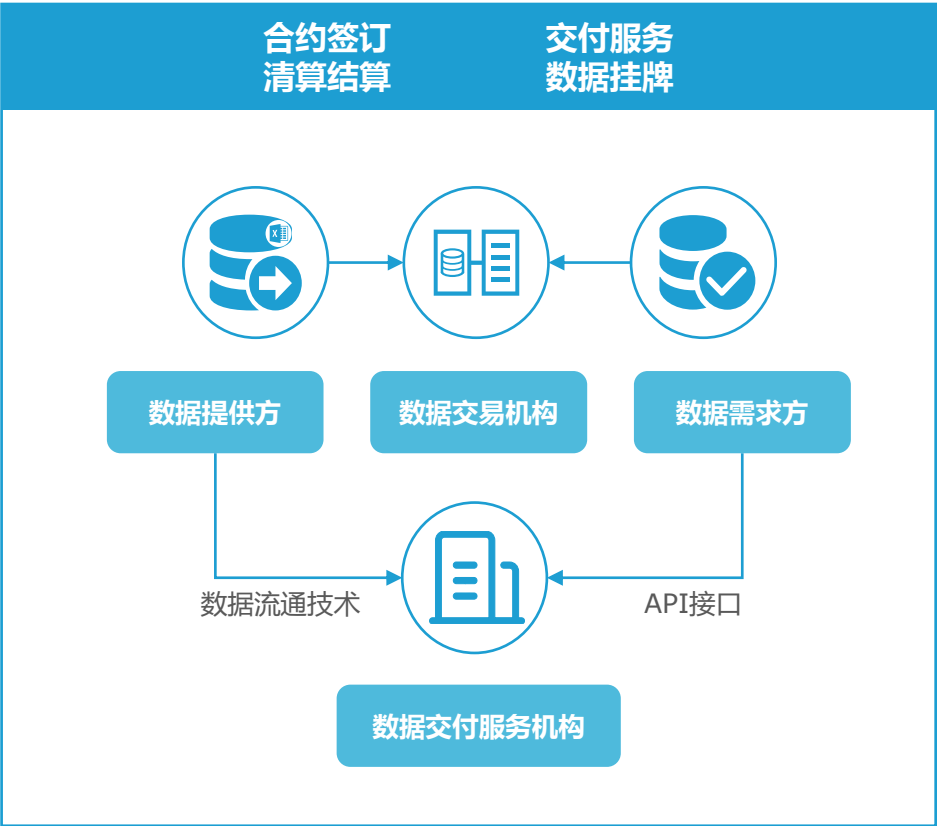 合约签订
清算结算
交付服务
数据挂牌
X
数据提供方
数据交易机构
数据需求方
数据流通技术
API接口
数据交付服务机构